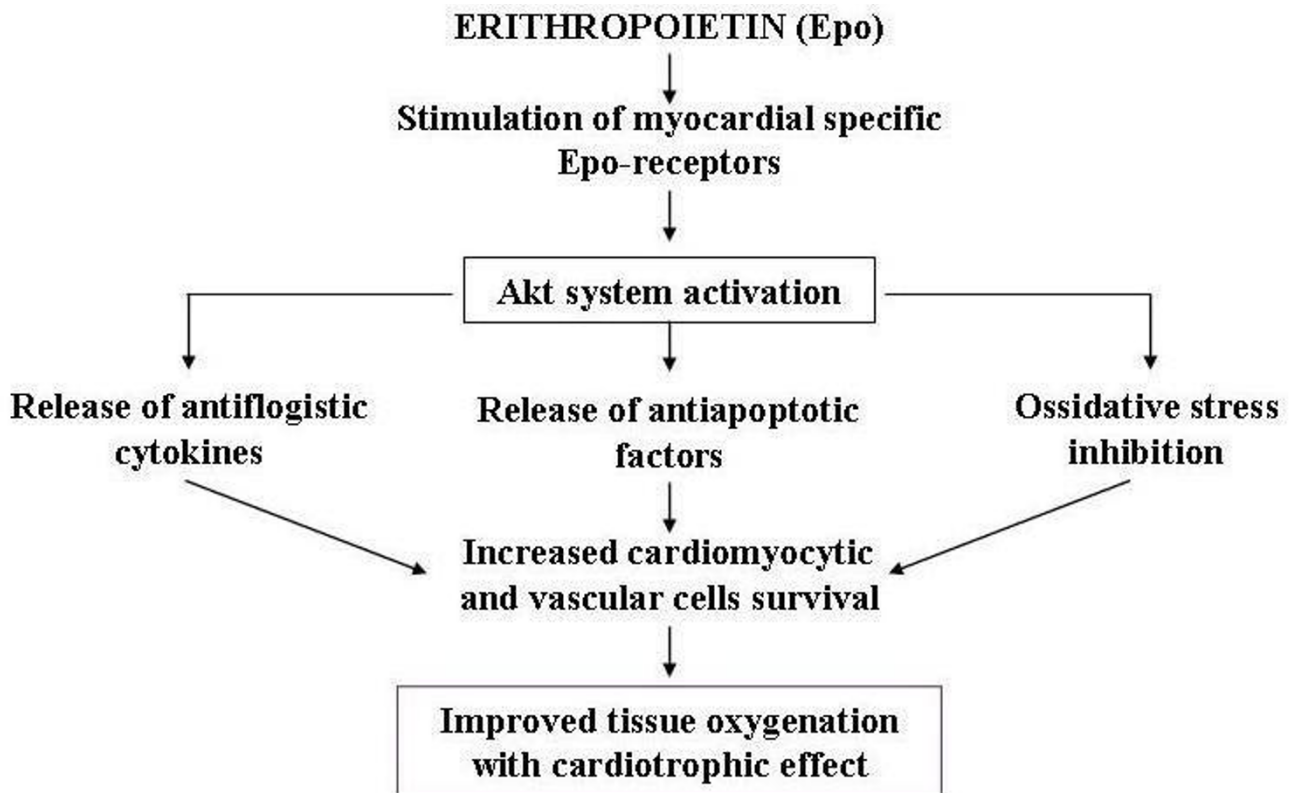 ERITHROPOIETIN (Epo)
Stimulation of myocardial specific
Epo-receptors
Akt system activation
Release of antiflogistic
cytokines
Release of antiapoptotic
factors
Ossidative stress
inhibition
Increased cardiomyocytic
and vascular cells survival
Improved tissue oxygenation
with cardiotrophic effect